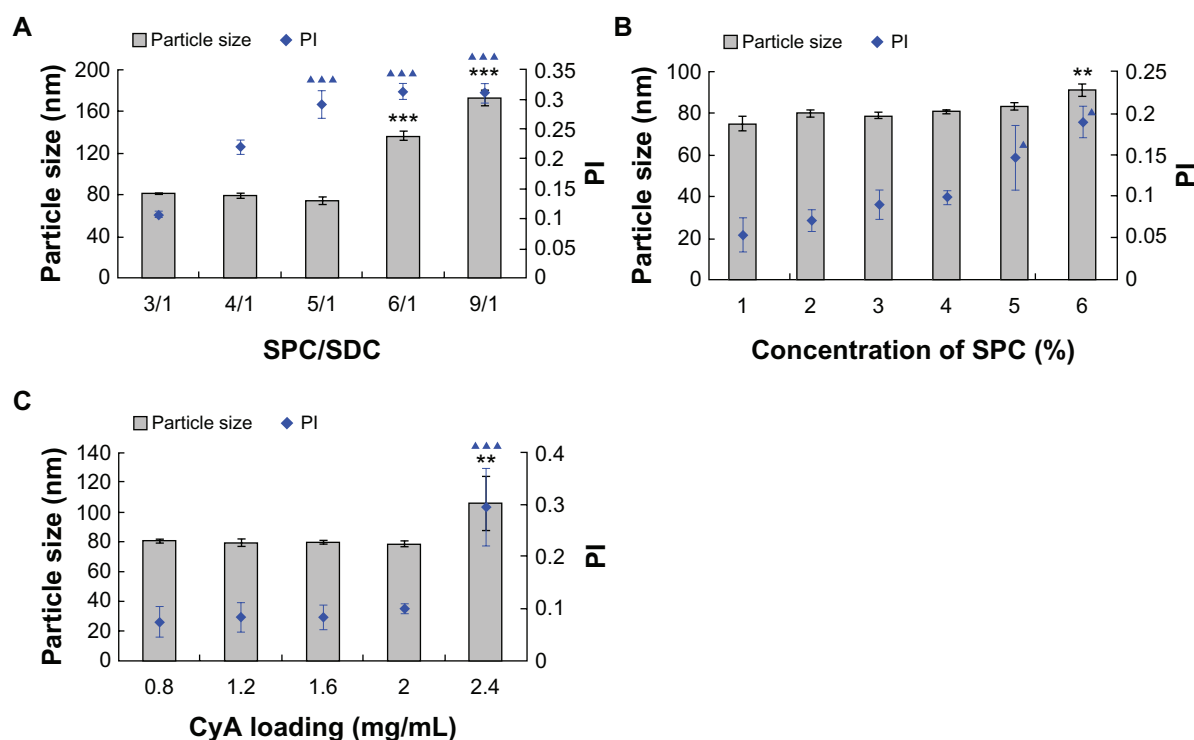 A
Particle size PI
Particle size (nm)
200
160
120
80
40
0
▲▲▲
▲▲▲
▲▲▲
***
***
0.35
0.3
0.25
0.2
0.15
0.1
0.05
0
PI
3/1 4/1 5/1 6/1 9/1
SPC/SDC
B
Particle size PI
Particle size (nm)
100
80
60
40
20
0
**
▲
▲
0.25
0.2
0.15
0.1
0.05
0
PI
1 2 3 4 5 6
Concentration of SPC (%)
C
Particle size PI
Particle size (nm)
140
120
100
80
60
40
20
0
▲▲▲
**
0.4
0.3
0.2
0.1
0
PI
0.8 1.2 1.6 2 2.4
CyA loading (mg/mL)